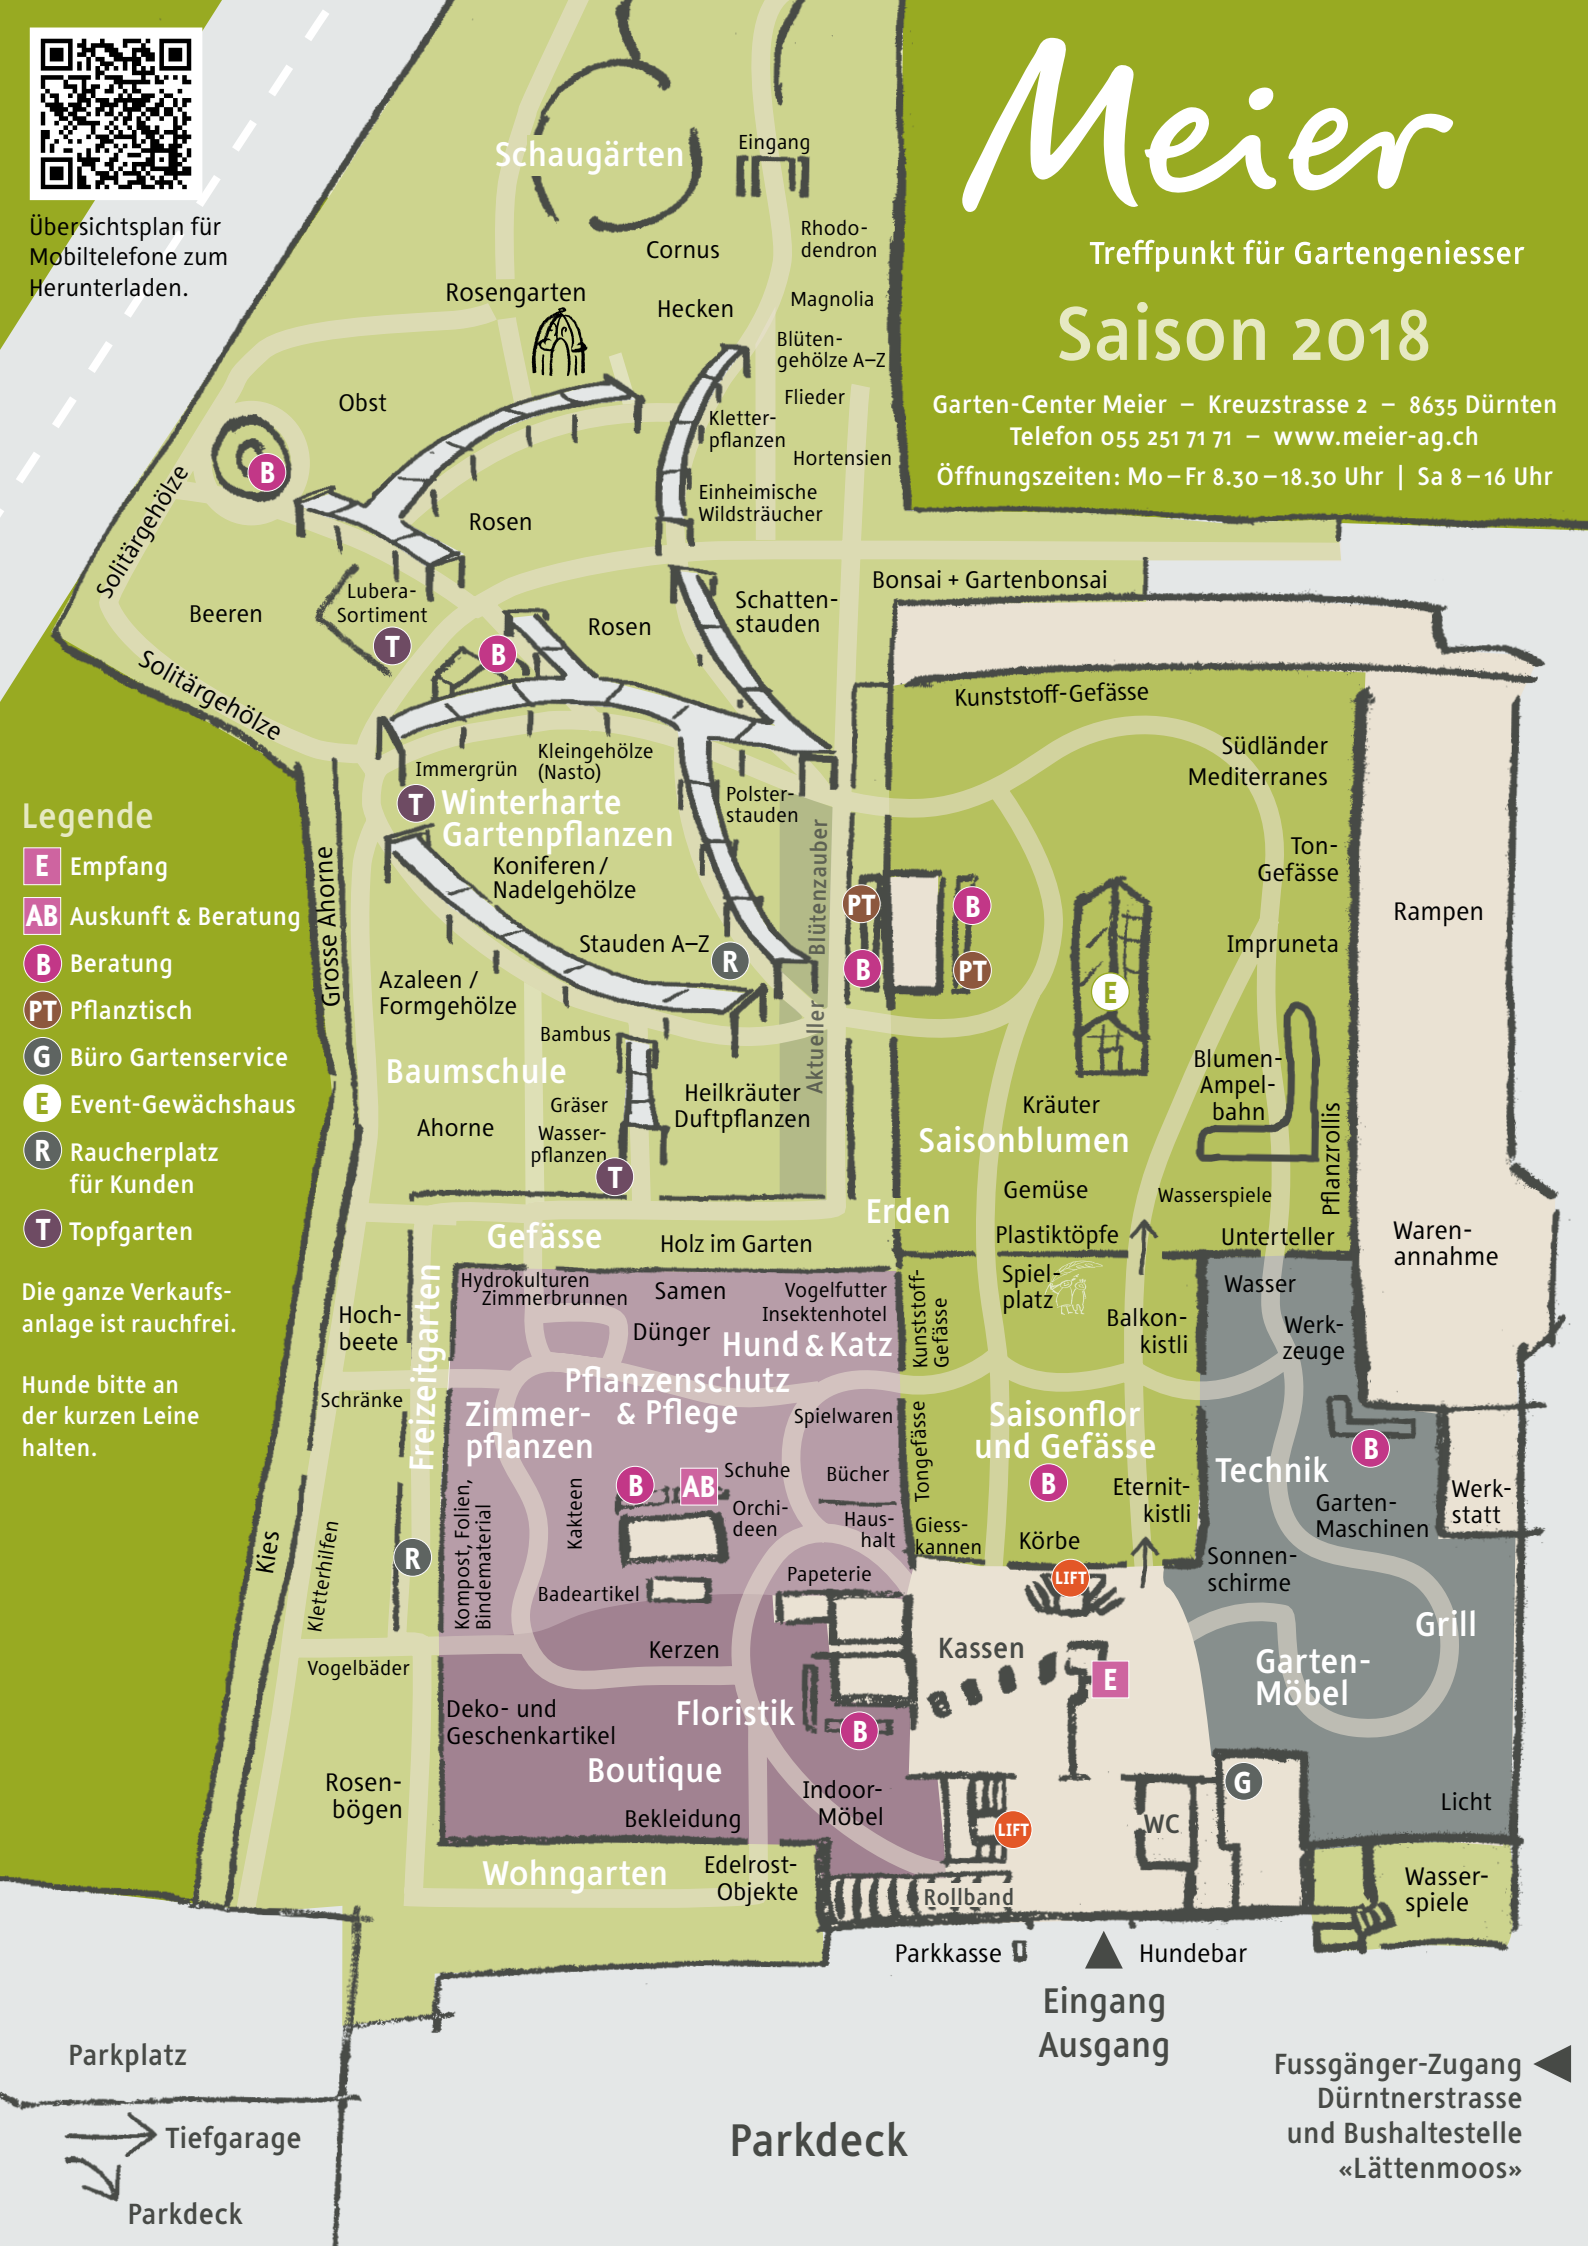 Übersichtsplan für
Mobiltelefone zum
Herunterladen.
Meier
Treffpunkt für Gartengeniesser
Saison 2018
Garten-Center Meier – Kreuzstrasse 2 – 8635 Dürnten
Telefon 055 251 71 71 – www.meier-ag.ch
Öffnungszeiten: Mo – Fr 8.30 – 18.30 Uhr | Sa 8 – 16 Uhr
Schaugärten
Eingang
Cornus
Rhodo-
dendron
Rosengarten
Hecken
Magnolia
Blüten-
gehölze A–Z
Obst
Flieder
Kletter-
pflanzen
Hortensien
B
Einheimische
Wildsträucher
Solitärgehölze
Rosen
Bonsai + Gartenbonsai
Lubera-
Sortiment
T
Beeren
Rosen
Schatten-
stauden
B
Solitärgehölze
Kunststoff-Gefässe
Südländer
Mediterranes
Kleingehölze
(Nasto)
Immergrün
T
Winterharte
Gartenpflanzen
Polster-
stauden
Koniferen /
Nadelgehölze
Ton-
Gefässe
Aktueller Blütenzauber
PT
B
B
PT
Rampen
Impruneta
Stauden A–Z
R
Grosse Ahorne
Azaleen /
Formgehölze
E
Bambus
Baumschule
Blumen-
Ampel-
bahn
Heilkräuter
Duftpflanzen
Gräser
Ahorne
Wasser-
pflanzen
T
Kräuter
Saisonblumen
Pflanzrollis
Gemüse
Wasserspiele
Erden
Plastiktöpfe
Unterteller
Waren-
annahme
Legende
E Empfang
AB Auskunft & Beratung
B Beratung
PT Pflanztisch
G Büro Gartenservice
E Event-Gewächshaus
R Raucherplatz
für Kunden
T Topfgarten
Die ganze Verkaufs-
anlage ist rauchfrei.
Hunde bitte an
der kurzen Leine
halten.
Gefässe
Holz im Garten
Freizeitgarten
Hydrokulturen
Zimmerbrunnen
Samen
Vogelfutter
Insektenhotel
Hoch-
beete
Dünger
Hund & Katz
Kunststoff-
Gefässe
Spiel-
platz
Balkon-
kistli
Wasser
Werk-
zeuge
Schränke
Pflanzenschutz
& Pflege
Zimmer-
pflanzen
Spielwaren
Tongefässe
Saisonflor
und Gefässe
B
B
Technik
Schuhe
Bücher
B
AB
Kakteen
Orchi-
deen
Haus-
halt
Eternit-
kistli
Garten-
Maschinen
Werk-
statt
Giess-
kannen
Körbe
Kies
Kletterhilfen
R
Kompost, Folien,
Bindematerial
Sonnen-
schirme
LIFT
Papeterie
Badeartikel
Grill
Kerzen
Kassen
E
Garten-
Möbel
Vogelbäder
Deko- und
Geschenkartikel
Floristik
B
Boutique
Rosen-
bögen
Indoor-
Möbel
G
Licht
Bekleidung
LIFT
WC
Wohngarten
Edelrost-
Objekte
Rollband
Wasser-
spiele
Parkkasse
Hundebar
Eingang
Ausgang
Parkplatz
Tiefgarage
Parkdeck
Parkdeck
Fussgänger-Zugang
Dürntnerstrasse
und Bushaltestelle
«Lättenmoos»